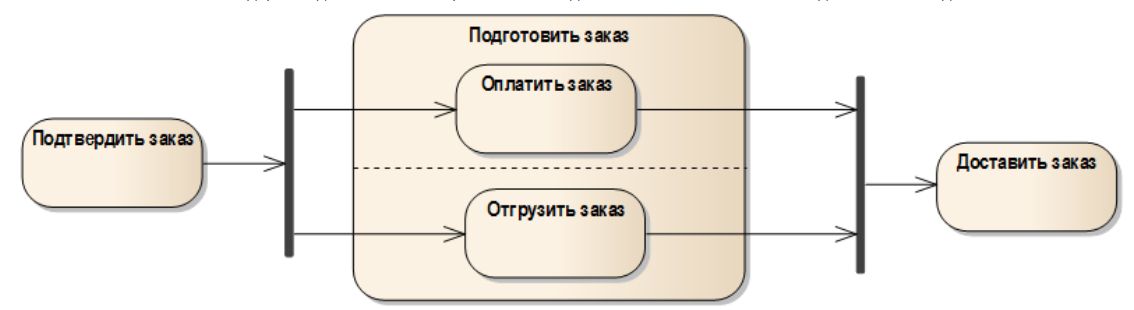 Подготовить заказ
Оплатить заказ
Подтвердить заказ
Доставить заказ
Отгрузить заказ